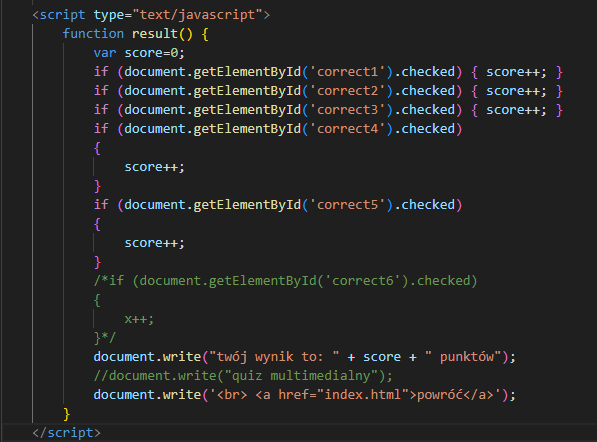 <script type="text/javascript">
function result() {
var score=0;
if (document.getElementById('correct1').checked) { score++; }
if (document.getElementById('correct2').checked) { score++; }
if (document.getElementById('correct3').checked) { score++; }
if (document.getElementById('correct4').checked)
{
score++;
}
if (document.getElementById('correct5').checked)
{
score++;
}
/*if (document.getElementById('correct6').checked)
{
x++;
}*/
document.write("twój wynik to: " + score + " punktów");
//document.write("quiz multimedialny");
document.write('<br> <a href="index.html">powróć</a>');
}
</script>